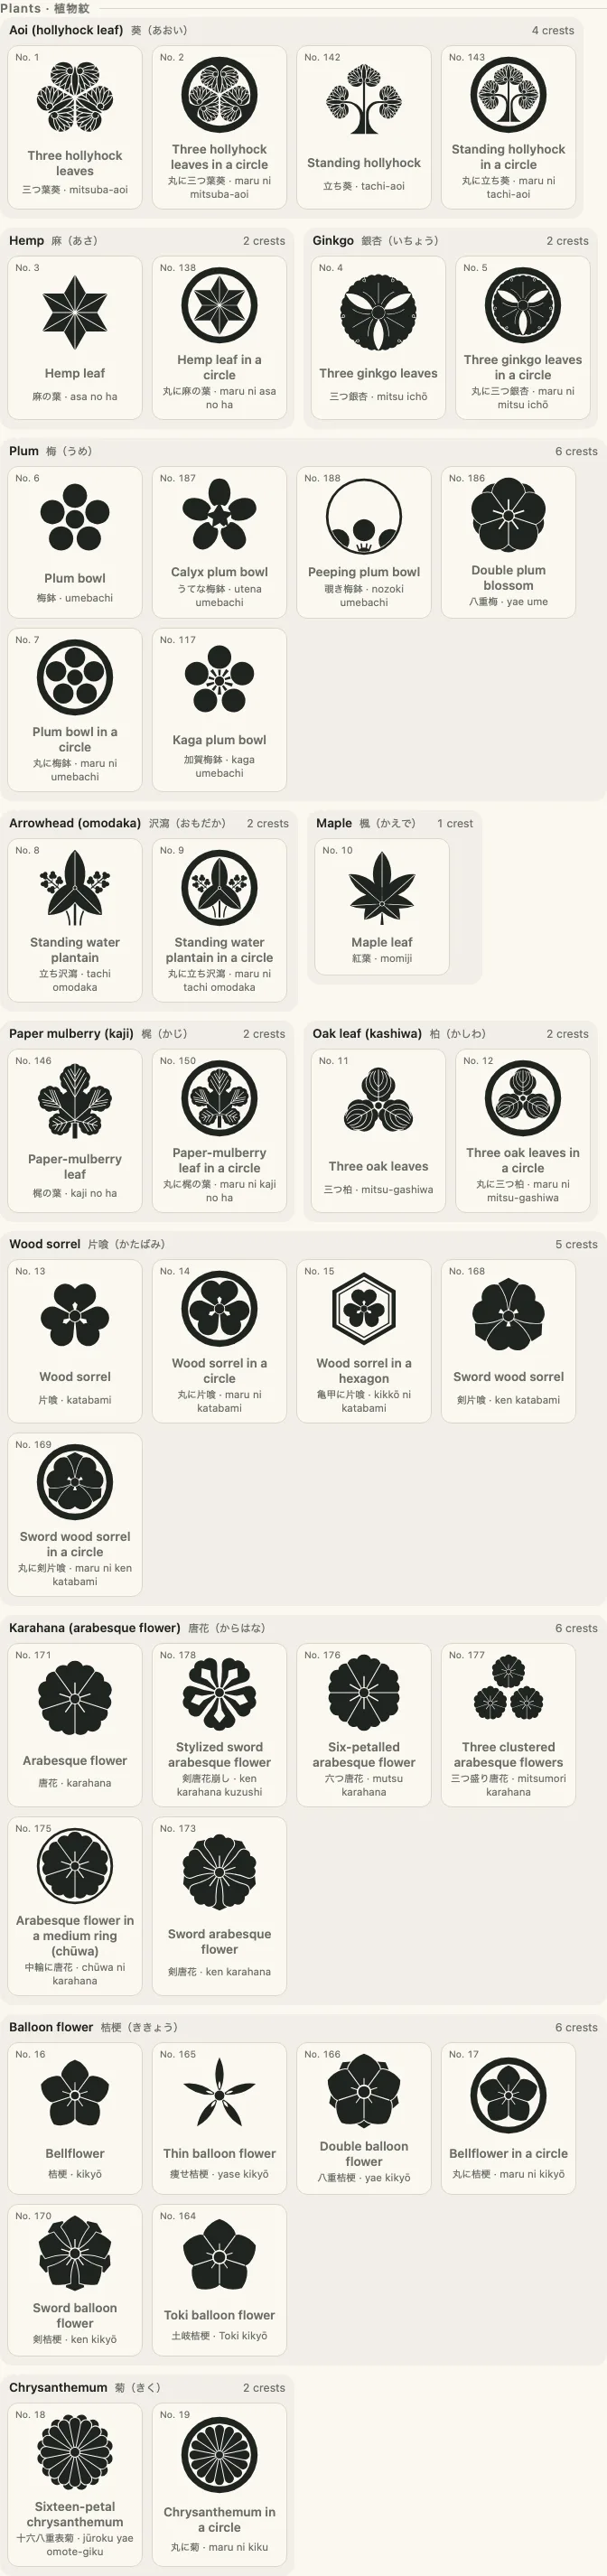 Plants · 植物紋
Aoi (hollyhock leaf) 葵（あおい） 4 crests
No. 1
Three hollyhock
leaves
三つ葉葵 · mitsuba-aoi
No. 2
Three hollyhock
leaves in a circle
丸に三つ葉葵 · maru ni
mitsuba-aoi
No. 142
Standing hollyhock
立ち葵 · tachi-aoi
No. 143
Standing hollyhock
in a circle
丸に立ち葵 · maru ni
tachi-aoi
Hemp 麻（あさ） 2 crests
No. 3
Hemp leaf
麻の葉 · asa no ha
No. 138
Hemp leaf in a
circle
丸に麻の葉 · maru ni asa
no ha
Ginkgo 銀杏（いちょう） 2 crests
No. 4
Three ginkgo leaves
三つ銀杏 · mitsu ichō
No. 5
Three ginkgo leaves
in a circle
丸に三つ銀杏 · maru ni
mitsu ichō
Plum 梅（うめ） 6 crests
No. 6
Plum bowl
梅鉢 · umebachi
No. 187
Calyx plum bowl
うてな梅鉢 · utena
umebachi
No. 188
Peeping plum bowl
覗き梅鉢 · nozoki
umebachi
No. 186
Double plum
blossom
八重梅 · yae ume
No. 7
Plum bowl in a
circle
丸に梅鉢 · maru ni
umebachi
No. 117
Kaga plum bowl
加賀梅鉢 · kaga
umebachi
Arrowhead (omodaka) 沢瀉（おもだか） 2 crests
No. 8
Standing water
plantain
立ち沢瀉 · tachi
omodaka
No. 9
Standing water
plantain in a circle
丸に立ち沢瀉 · maru ni
tachi omodaka
Maple 楓（かえで） 1 crest
No. 10
Maple leaf
紅葉 · momiji
Paper mulberry (kaji) 梶（かじ） 2 crests
No. 146
Paper-mulberry
leaf
梶の葉 · kaji no ha
No. 150
Paper-mulberry
leaf in a circle
丸に梶の葉 · maru ni kaji
no ha
Oak leaf (kashiwa) 柏（かしわ） 2 crests
No. 11
Three oak leaves
三つ柏 · mitsu-gashiwa
No. 12
Three oak leaves in
a circle
丸に三つ柏 · maru ni
mitsu-gashiwa
Wood sorrel 片喰（かたばみ） 5 crests
No. 13
Wood sorrel
片喰 · katabami
No. 14
Wood sorrel in a
circle
丸に片喰 · maru ni
katabami
No. 15
Wood sorrel in a
hexagon
亀甲に片喰 · kikkō ni
katabami
No. 168
Sword wood sorrel
剣片喰 · ken katabami
No. 169
Sword wood sorrel
in a circle
丸に剣片喰 · maru ni ken
katabami
Karahana (arabesque flower) 唐花（からはな） 6 crests
No. 171
Arabesque flower
唐花 · karahana
No. 178
Stylized sword
arabesque flower
剣唐花崩し · ken
karahana kuzushi
No. 176
Six-petalled
arabesque flower
六つ唐花 · mutsu
karahana
No. 177
Three clustered
arabesque flowers
三つ盛り唐花 · mitsumori
karahana
No. 175
Arabesque flower in
a medium ring
(chūwa)
中輪に唐花 · chūwa ni
karahana
No. 173
Sword arabesque
flower
剣唐花 · ken karahana
Balloon flower 桔梗（ききょう） 6 crests
No. 16
Bellflower
桔梗 · kikyō
No. 165
Thin balloon flower
痩せ桔梗 · yase kikyō
No. 166
Double balloon
flower
八重桔梗 · yae kikyō
No. 17
Bellflower in a circle
丸に桔梗 · maru ni kikyō
No. 170
Sword balloon
flower
剣桔梗 · ken kikyō
No. 164
Toki balloon flower
土岐桔梗 · Toki kikyō
Chrysanthemum 菊（きく） 2 crests
No. 18
Sixteen-petal
chrysanthemum
十六八重表菊 · jūroku yae
omote-giku
No. 19
Chrysanthemum in
a circle
丸に菊 · maru ni kiku